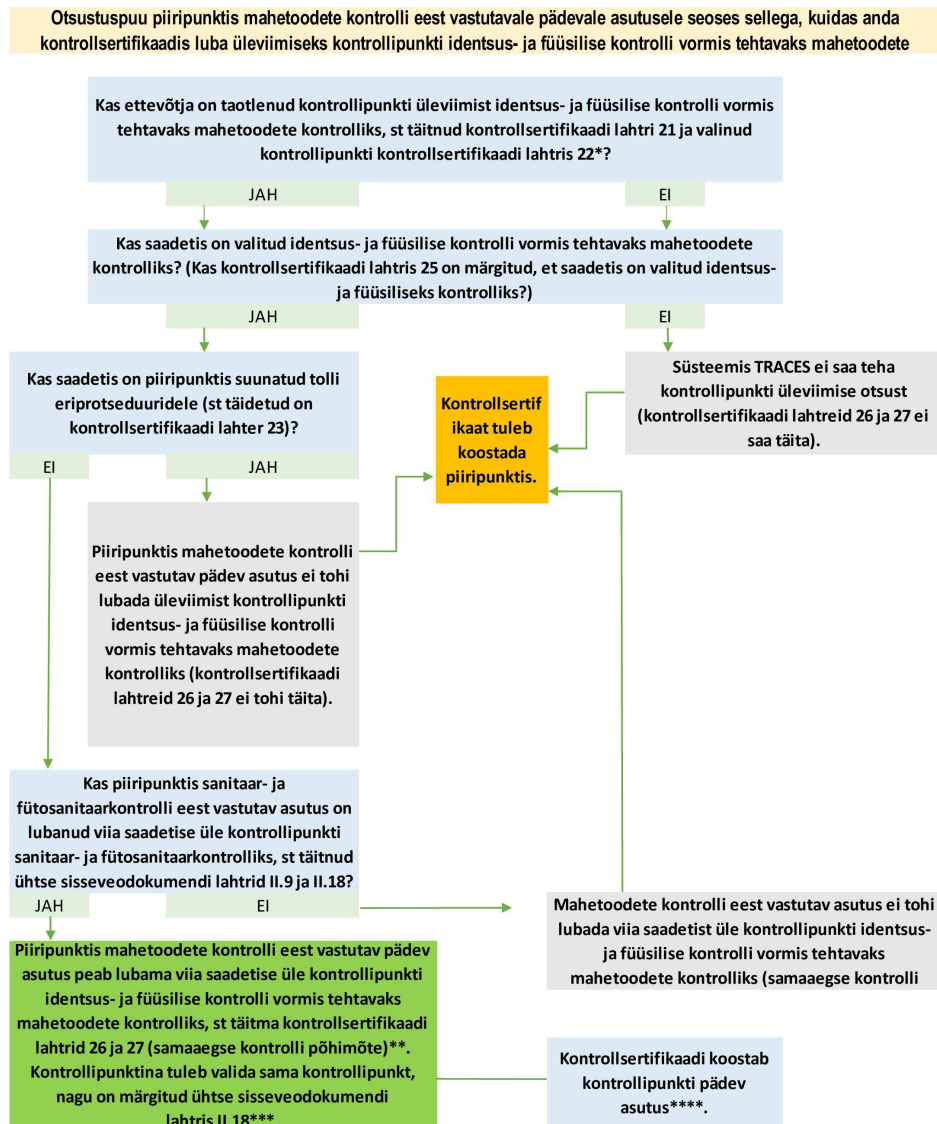 Otsustuspuu piiripunktis mahetoodete kontrolli eest vastutavale pädevale asutusele seoses sellega, kuidas anda
kontrollsertifikaadis luba üleviimiseks kontrollipunkti identsus- ja füüsilise kontrolli vormis tehtavaks mahetoodete
Kas ettevõtja on taotlenud kontrollipunkti üleviimist identsus- ja füüsilise kontrolli vormis
tehtavaks mahetoodete kontrolliks, st täitnud kontrollsertifikaadi lahtri 21 ja valinud
kontrollipunkti kontrollsertifikaadi lahtris 22*?
JAH
EI
Kas saadetis on valitud identsus- ja füüsilise kontrolli vormis tehtavaks mahetoodete
kontrolliks? (Kas kontrollsertifikaadi lahtris 25 on märgitud, et saadetis on valitud identsus-
ja füüsiliseks kontrolliks?)
JAH
EI
Kas saadetis on piiripunktis suunatud tolli
eriprotseduuridele (st täidetud on
kontrollsertifikaadi lahter 23)?
EI
JAH
Kontrollsertif
ikaat tuleb
koostada
piiripunktis.
Süsteemis TRACES ei saa teha
kontrollipunkti üleviimise otsust
(kontrollsertifikaadi lahtreid 26 ja 27 ei
saa täita).
Piiripunktis mahetoodete kontrolli
eest vastutav pädev asutus ei tohi
lubada üleviimist kontrollipunkti
identsus- ja füüsilise kontrolli
vormis tehtavaks mahetoodete
kontrolliks (kontrollsertifikaadi
lahtreid 26 ja 27 ei tohi täita).
Kas piiripunktis sanitaar- ja
fütosanitaarkontrolli eest vastutav asutus on
lubanud viia saadetise üle kontrollipunkti
sanitaar- ja fütosanitaarkontrolliks, st täitnud
ühtse sisseveodokumendi lahtrid II.9 ja II.18?
JAH
EI
Mahetoodete kontrolli eest vastutav asutus ei tohi
lubada viia saadetist üle kontrollipunkti identsus-
ja füüsilise kontrolli vormis tehtavaks
mahetoodete kontrolliks (samaaegse kontrolli
Piiripunktis mahetoodete kontrolli eest vastutav pädev
asutus peab lubama viia saadetise üle kontrollipunkti
identsus- ja füüsilise kontrolli vormis tehtavaks
mahetoodete kontrolliks, st täitma kontrollsertifikaadi
lahtrid 26 ja 27 (samaaegse kontrolli põhimõte)**.
Kontrollipunktina tuleb valida sama kontrollipunkt,
nagu on märgitud ühtse sisseveodokumendi
lahtris II.18***
Kontrollsertifikaadi koostab
kontrollipunkti pädev
asutus****.